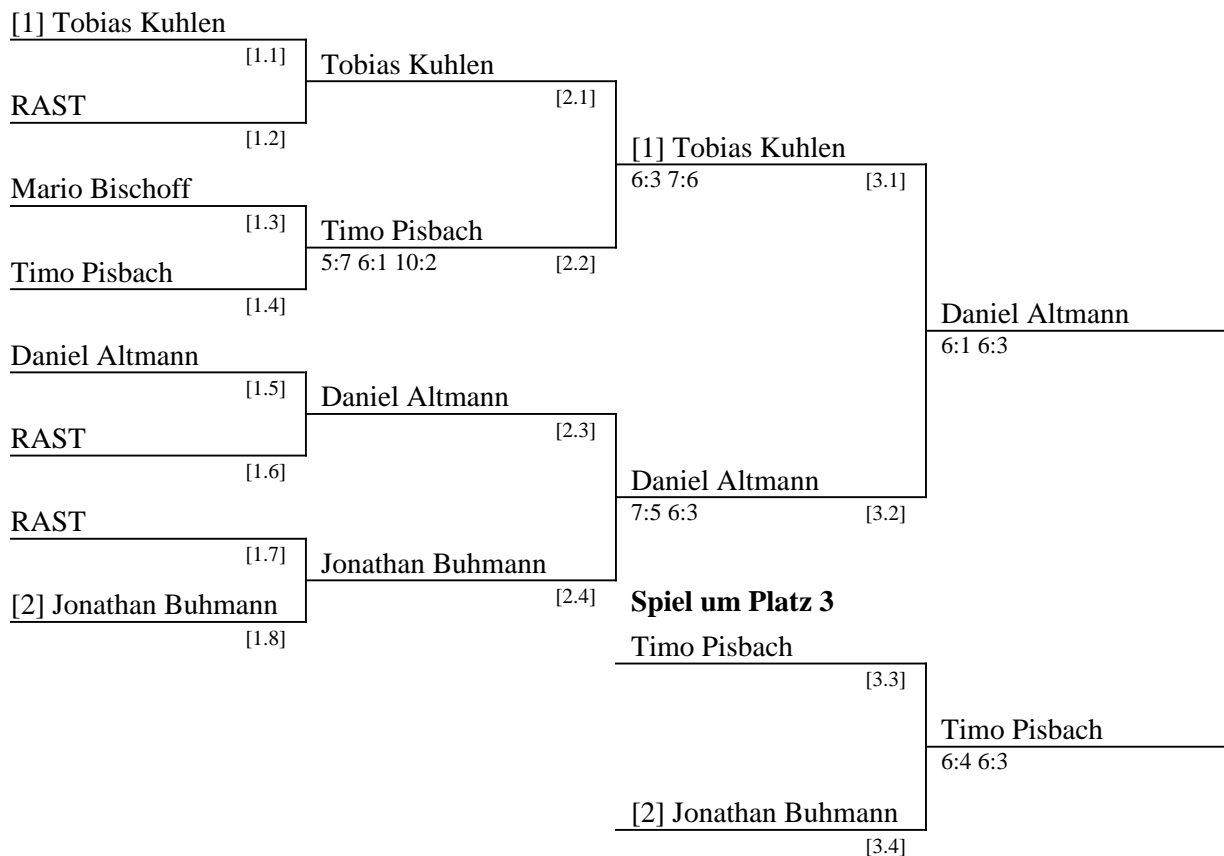 [1] Tobias Kuhlen
[1.1]
Tobias Kuhlen
RAST
[2.1]
[1.2]
[1] Tobias Kuhlen
Mario Bischoff
6:3 7:6
[3.1]
[1.3]
Timo Pisbach
Timo Pisbach
5:7 6:1 10:2
[2.2]
[1.4]
Daniel Altmann
Daniel Altmann
6:1 6:3
[1.5]
Daniel Altmann
RAST
[2.3]
[1.6]
Daniel Altmann
RAST
7:5 6:3
[3.2]
[1.7]
Jonathan Buhmann
[2] Jonathan Buhmann
[2.4]
Spiel um Platz 3
[1.8]
Timo Pisbach
[3.3]
Timo Pisbach
6:4 6:3
[2] Jonathan Buhmann
[3.4]